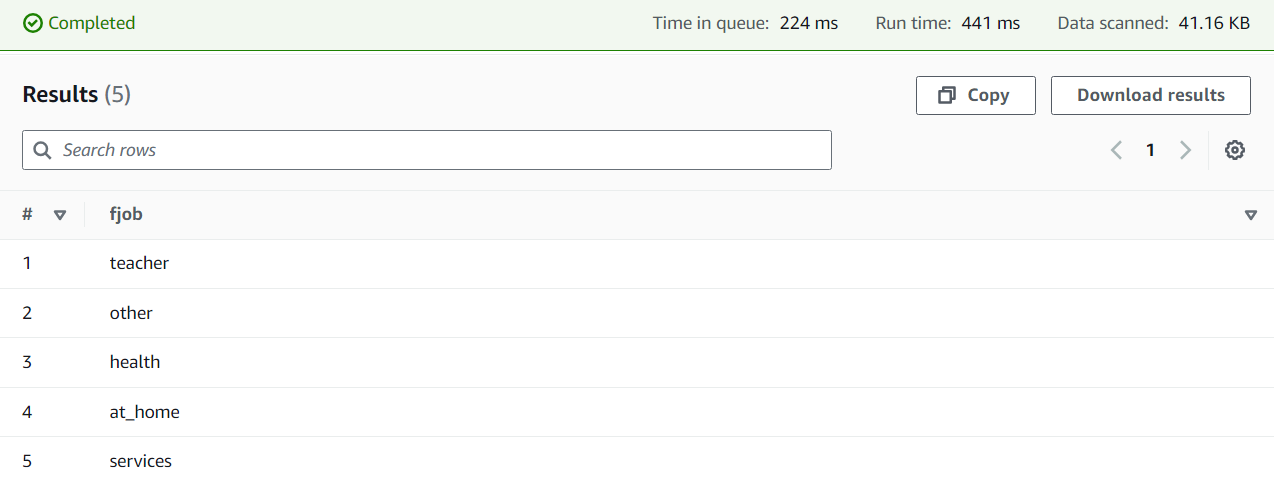 Completed Time in queue: 224 ms Run time: 441 ms Data scanned: 41.16 KB
Results (5) Copy Download results
Search rows 1
# fjob
1 teacher
2 other
3 health
4 at_home
5 services